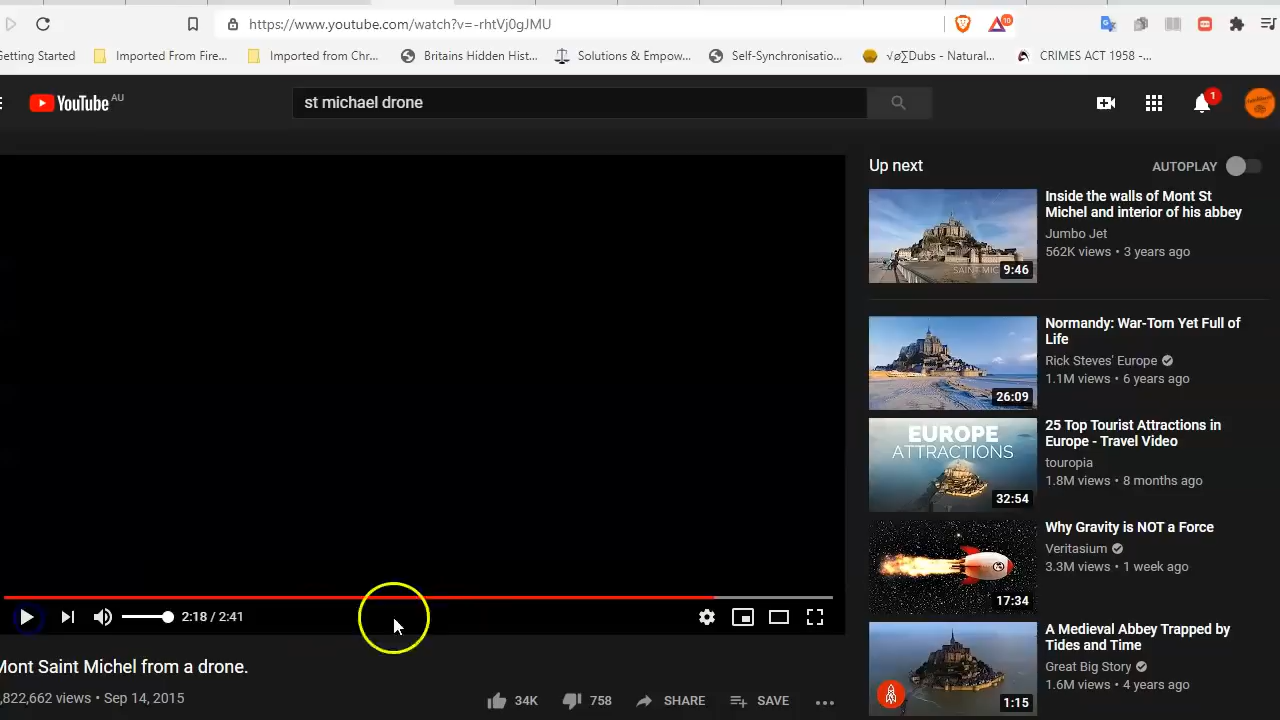 https://www.youtube.com/watch?v=-rhtVj0gJMU
10
Getting Started
Imported From Fire...
Imported from Chr...
Britains Hidden Hist...
Solutions & Empow...
Self-Synchronisatio...
√ø∑Dubs - Natural...
CRIMES ACT 1958 -...
YouTube AU
st michael drone
1
Up next
AUTOPLAY
Inside the walls of Mont St
Michel and interior of his abbey
Jumbo Jet
562K views • 3 years ago
SAINT MIC
9:46
Normandy: War-Torn Yet Full of
Life
Rick Steves' Europe
1.1M views • 6 years ago
26:09
EUROPE
ATTRACTIONS
32:54
25 Top Tourist Attractions in
Europe - Travel Video
touropia
1.8M views • 8 months ago
Why Gravity is NOT a Force
Veritasium
3.3M views • 1 week ago
17:34
A Medieval Abbey Trapped by
Tides and Time
Great Big Story
1.6M views • 4 years ago
1:15
2:18 / 2:41
Mont Saint Michel from a drone.
,822,662 views • Sep 14, 2015
34K
758
SHARE
SAVE